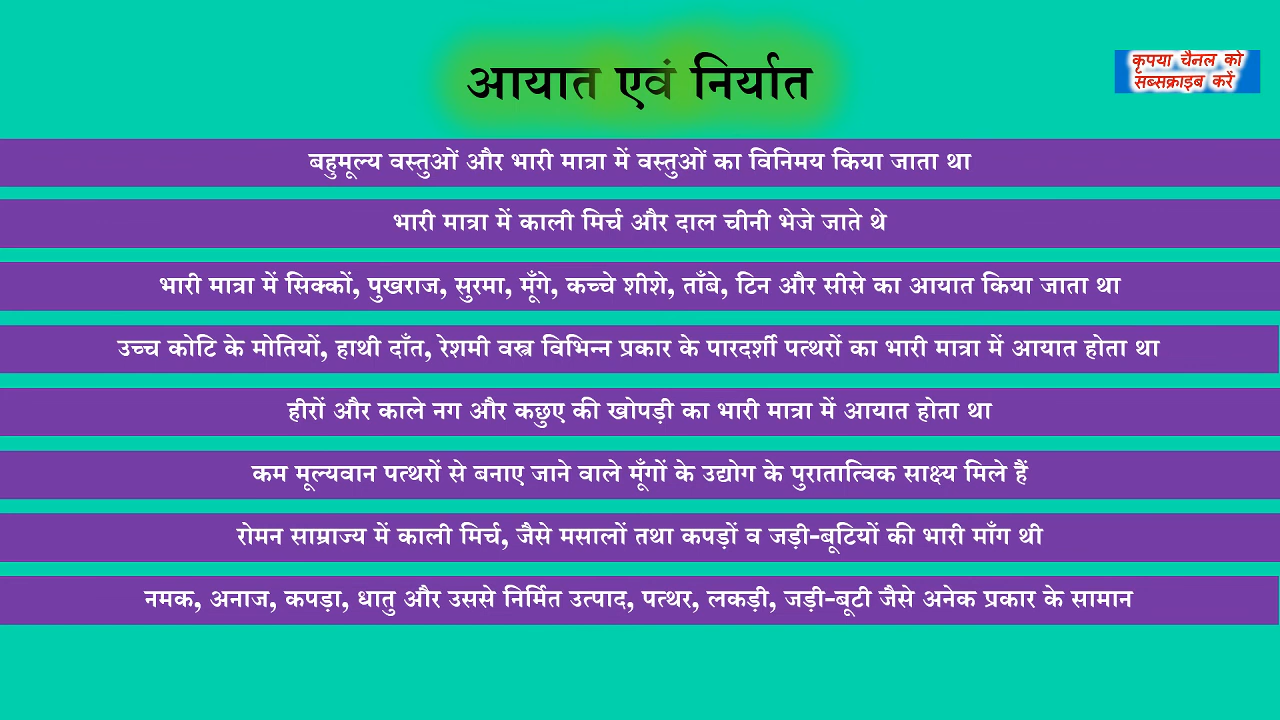 आयात एवं निर्यात
कृपया चैनल को
सब्सक्राइब करें
बहुमूल्य वस्तुओं और भारी मात्रा में वस्तुओं का विनिमय किया जाता था
भारी मात्रा में काली मिर्च और दाल चीनी भेजे जाते थे
भारी मात्रा में सिक्कों, पुखराज, सुरमा, मूँगे, कच्चे शीशे, ताँबे, टिन और सीसे का आयात किया जाता था
उच्च कोटि के मोतियों, हाथी दाँत, रेशमी वस्त्र विभिन्न प्रकार के पारदर्शी पत्थरों का भारी मात्रा में आयात होता था
हीरों और काले नग और कछुए की खोपड़ी का भारी मात्रा में आयात होता था
कम मूल्यवान पत्थरों से बनाए जाने वाले मूँगों के उद्योग के पुरातात्विक साक्ष्य मिले हैं
रोमन साम्राज्य में काली मिर्च, जैसे मसालों तथा कपड़ों व जड़ी-बूटियों की भारी माँग थी
नमक, अनाज, कपड़ा, धातु और उससे निर्मित उत्पाद, पत्थर, लकड़ी, जड़ी-बूटी जैसे अनेक प्रकार के सामान